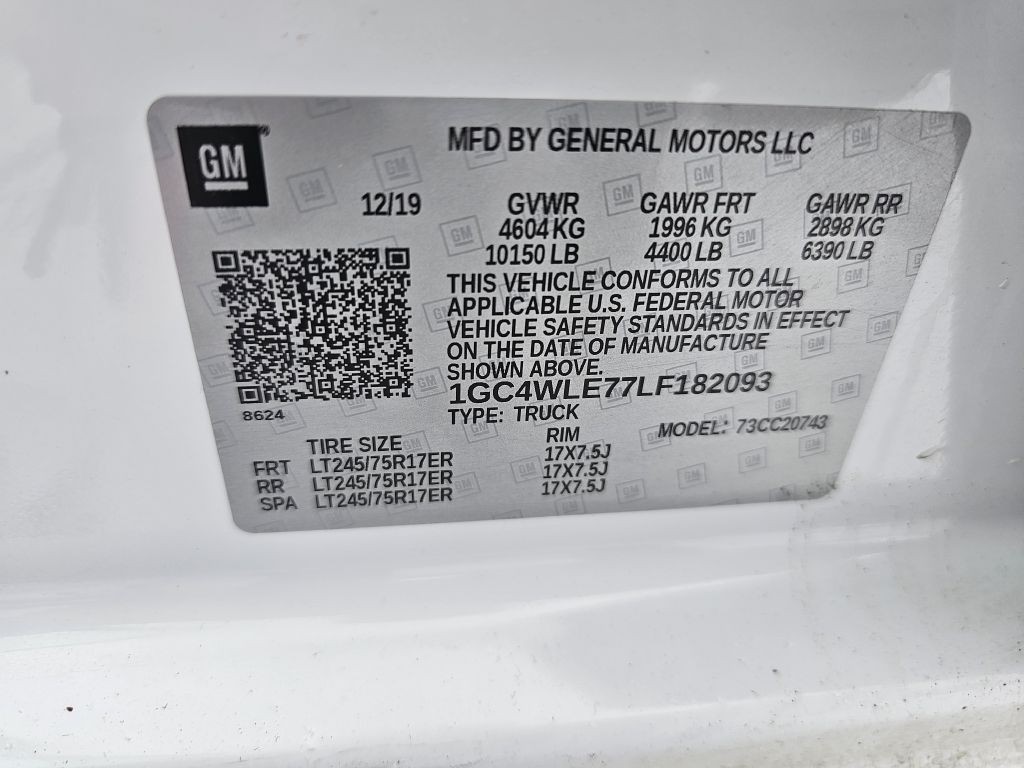 GM
MFD BY GENERAL MOTORS LLC
12/19 GVWR GAWR FRT GAWR RR
4604 KG 1996 KG 2898 KG
10150 LB 4400 LB 6390 LB
THIS VEHICLE CONFORMS TO ALL
APPLICABLE U.S. FEDERAL MOTOR
VEHICLE SAFETY STANDARDS IN EFFECT
ON THE DATE OF MANUFACTURE
SHOWN ABOVE.
1GC4WLE77LF182093
8624
TYPE: TRUCK
MODEL: 73CC20743
TIRE SIZE RIM
FRT LT245/75R17ER 17X7.5J
RR LT245/75R17ER 17X7.5J
SPA LT245/75R17ER 17X7.5J